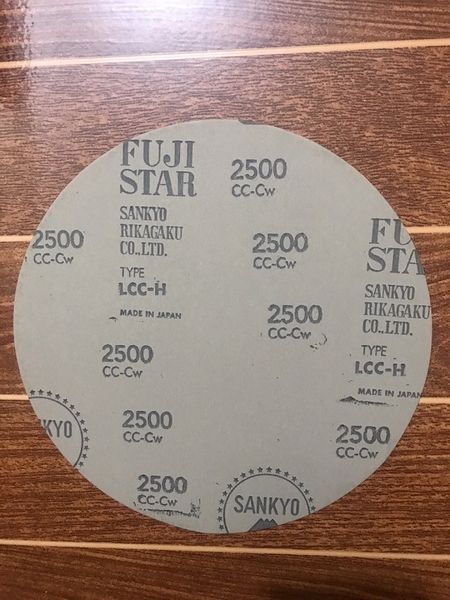 FUJI
STAR
SANKYO
RIKAGAKU
CO.,LTD.
TYPE
LCC-H
MADE IN JAPAN
2500
CC-Cw
2500
CC-Cw
2500
CC-Cw
2500
CC-Cw
FU
STA
SANKYO
RIKAGAKU
CO.,LTD.
TYPE
LCC-H
MADE IN JAPAN
2500
CC-Cw
2500
CC-Cw
2500
CC-Cw
2500
CC-Cw
KYO
SANKYO